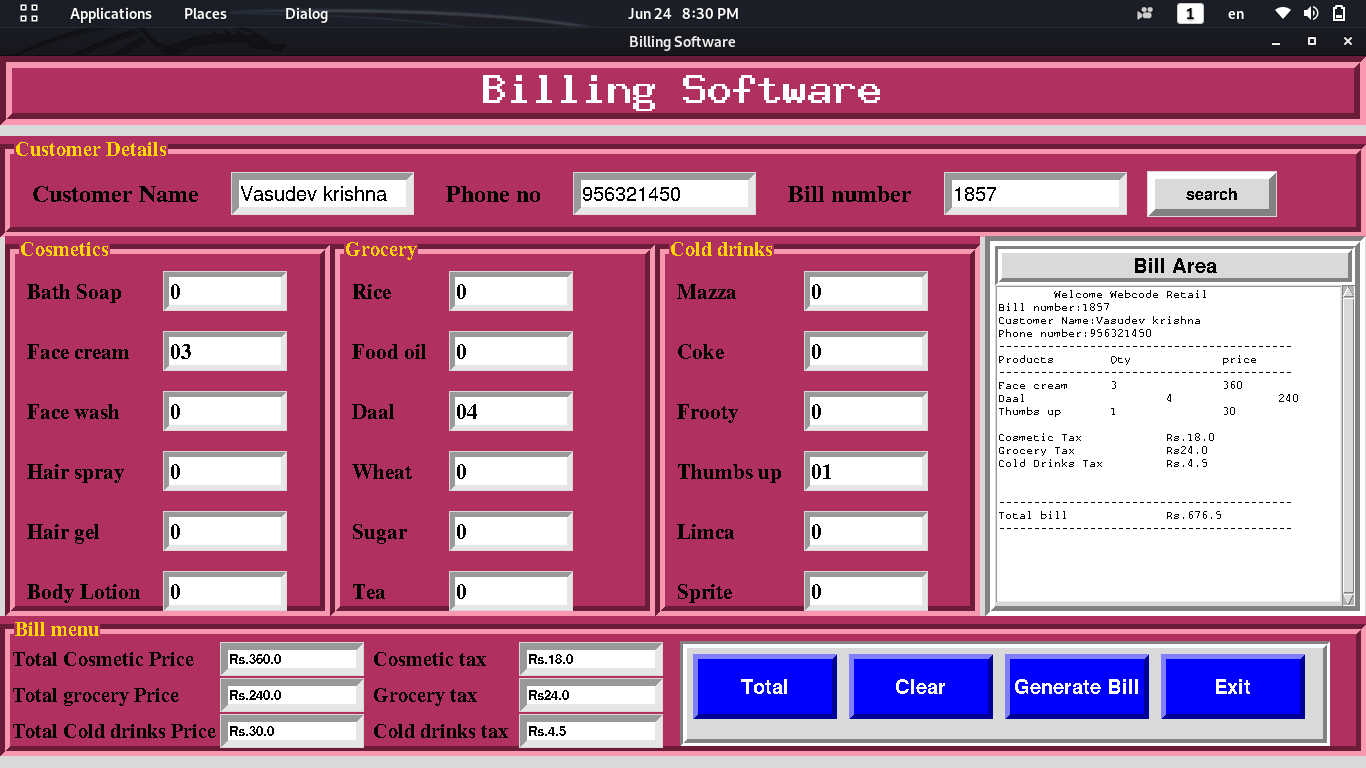 Applications Places Dialog Jun 24 8:30 PM 1 en
Billing Software
Billing Software
Customer Details
Customer Name Vasudev krishna Phone no 956321450 Bill number 1857 search
Cosmetics
Bath Soap 0
Face cream 03
Face wash 0
Hair spray 0
Hair gel 0
Body Lotion 0
Grocery
Rice 0
Food oil 0
Daal 04
Wheat 0
Sugar 0
Tea 0
Cold drinks
Mazza 0
Coke 0
Frooty 0
Thumbs up 01
Limca 0
Sprite 0
Bill Area
Welcome Webcode Retail
Bill number:1857
Customer Name:Vasudev krishna
Phone number:956321450
------------------------------------------
Products Qty price
------------------------------------------
Face cream 3 360
Daal 4 240
Thumbs up 1 30
Cosmetic Tax Rs.18.0
Grocery Tax Rs24.0
Cold Drinks Tax Rs.4.5
------------------------------------------
Total bill Rs.676.5
------------------------------------------
Bill menu
Total Cosmetic Price Rs.360.0 Cosmetic tax Rs.18.0
Total grocery Price Rs.240.0 Grocery tax Rs24.0
Total Cold drinks Price Rs.30.0 Cold drinks tax Rs.4.5
Total Clear Generate Bill Exit